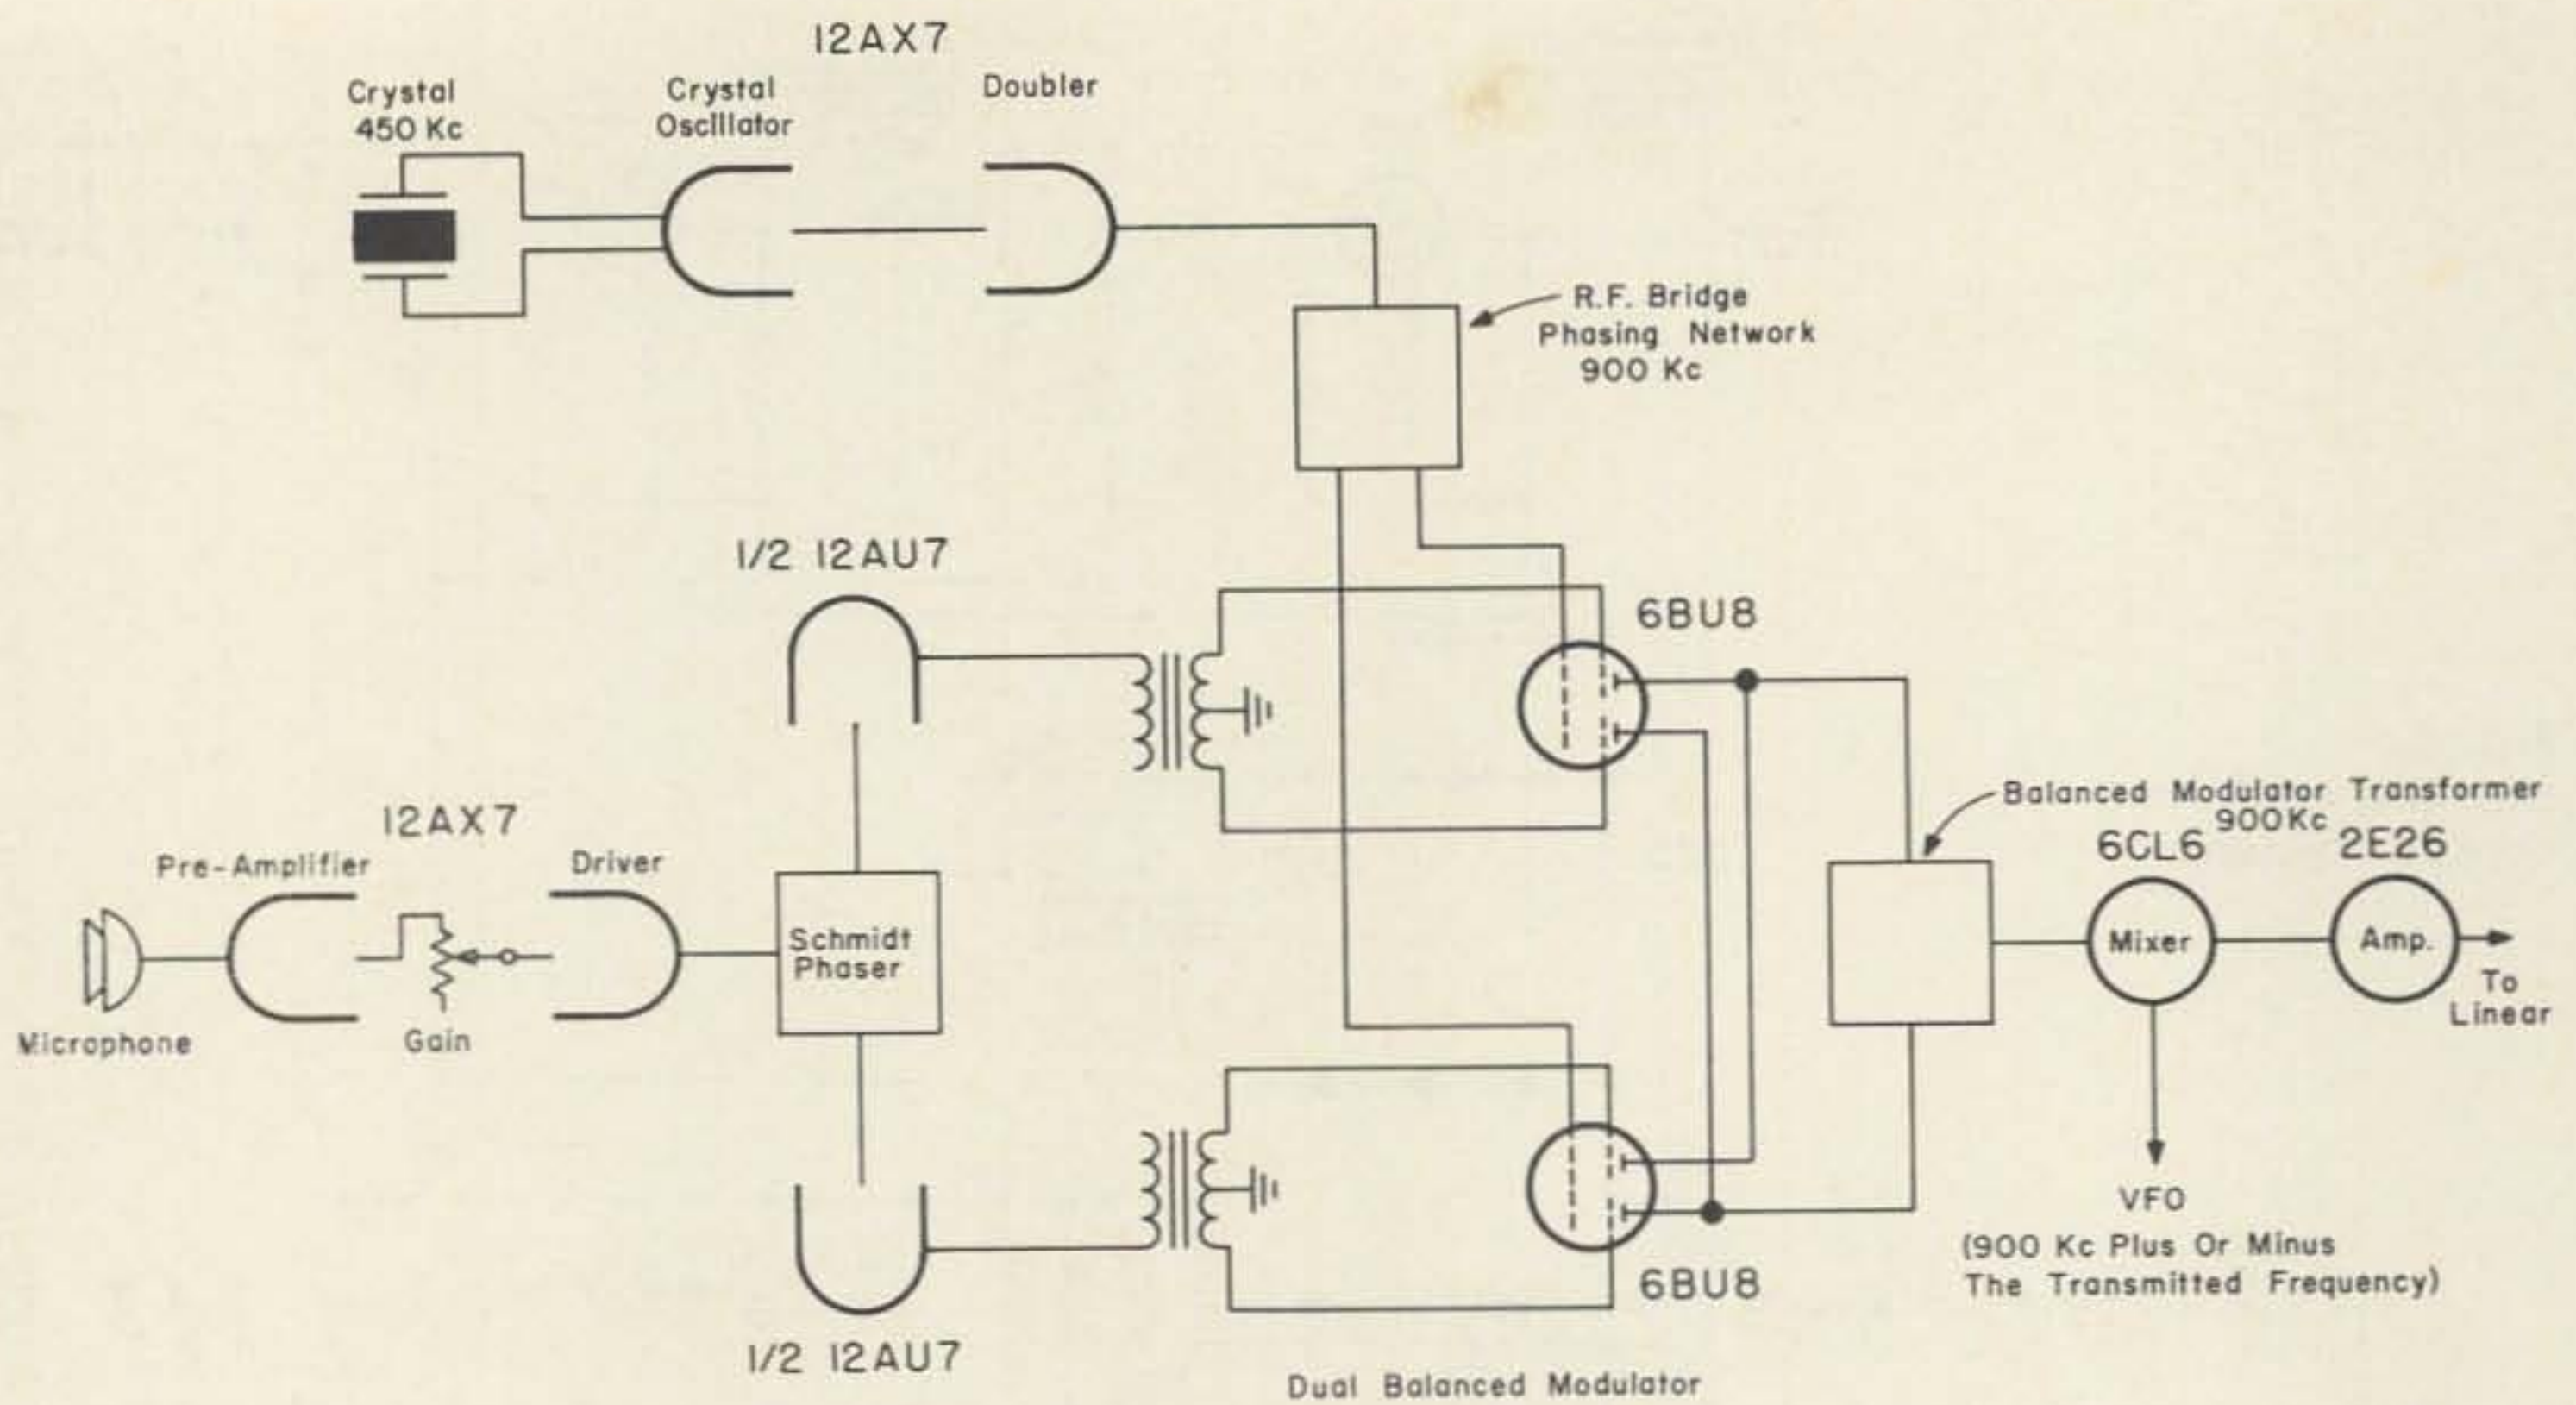 12AX7
Crystal
450 Kc
Crystal
Oscillator
Doubler
R.F. Bridge
Phasing Network
900 Kc
1/2 12AU7
6BU8
12AX7
Pre-Amplifier
Driver
Schmidt
Phaser
Microphone
Gain
Balanced Modulator Transformer
900Kc
6CL6
2E26
Mixer
Amp.
To
Linear
VFO
(900 Kc Plus Or Minus
The Transmitted Frequency)
6BU8
1/2 12AU7
Dual Balanced Modulator